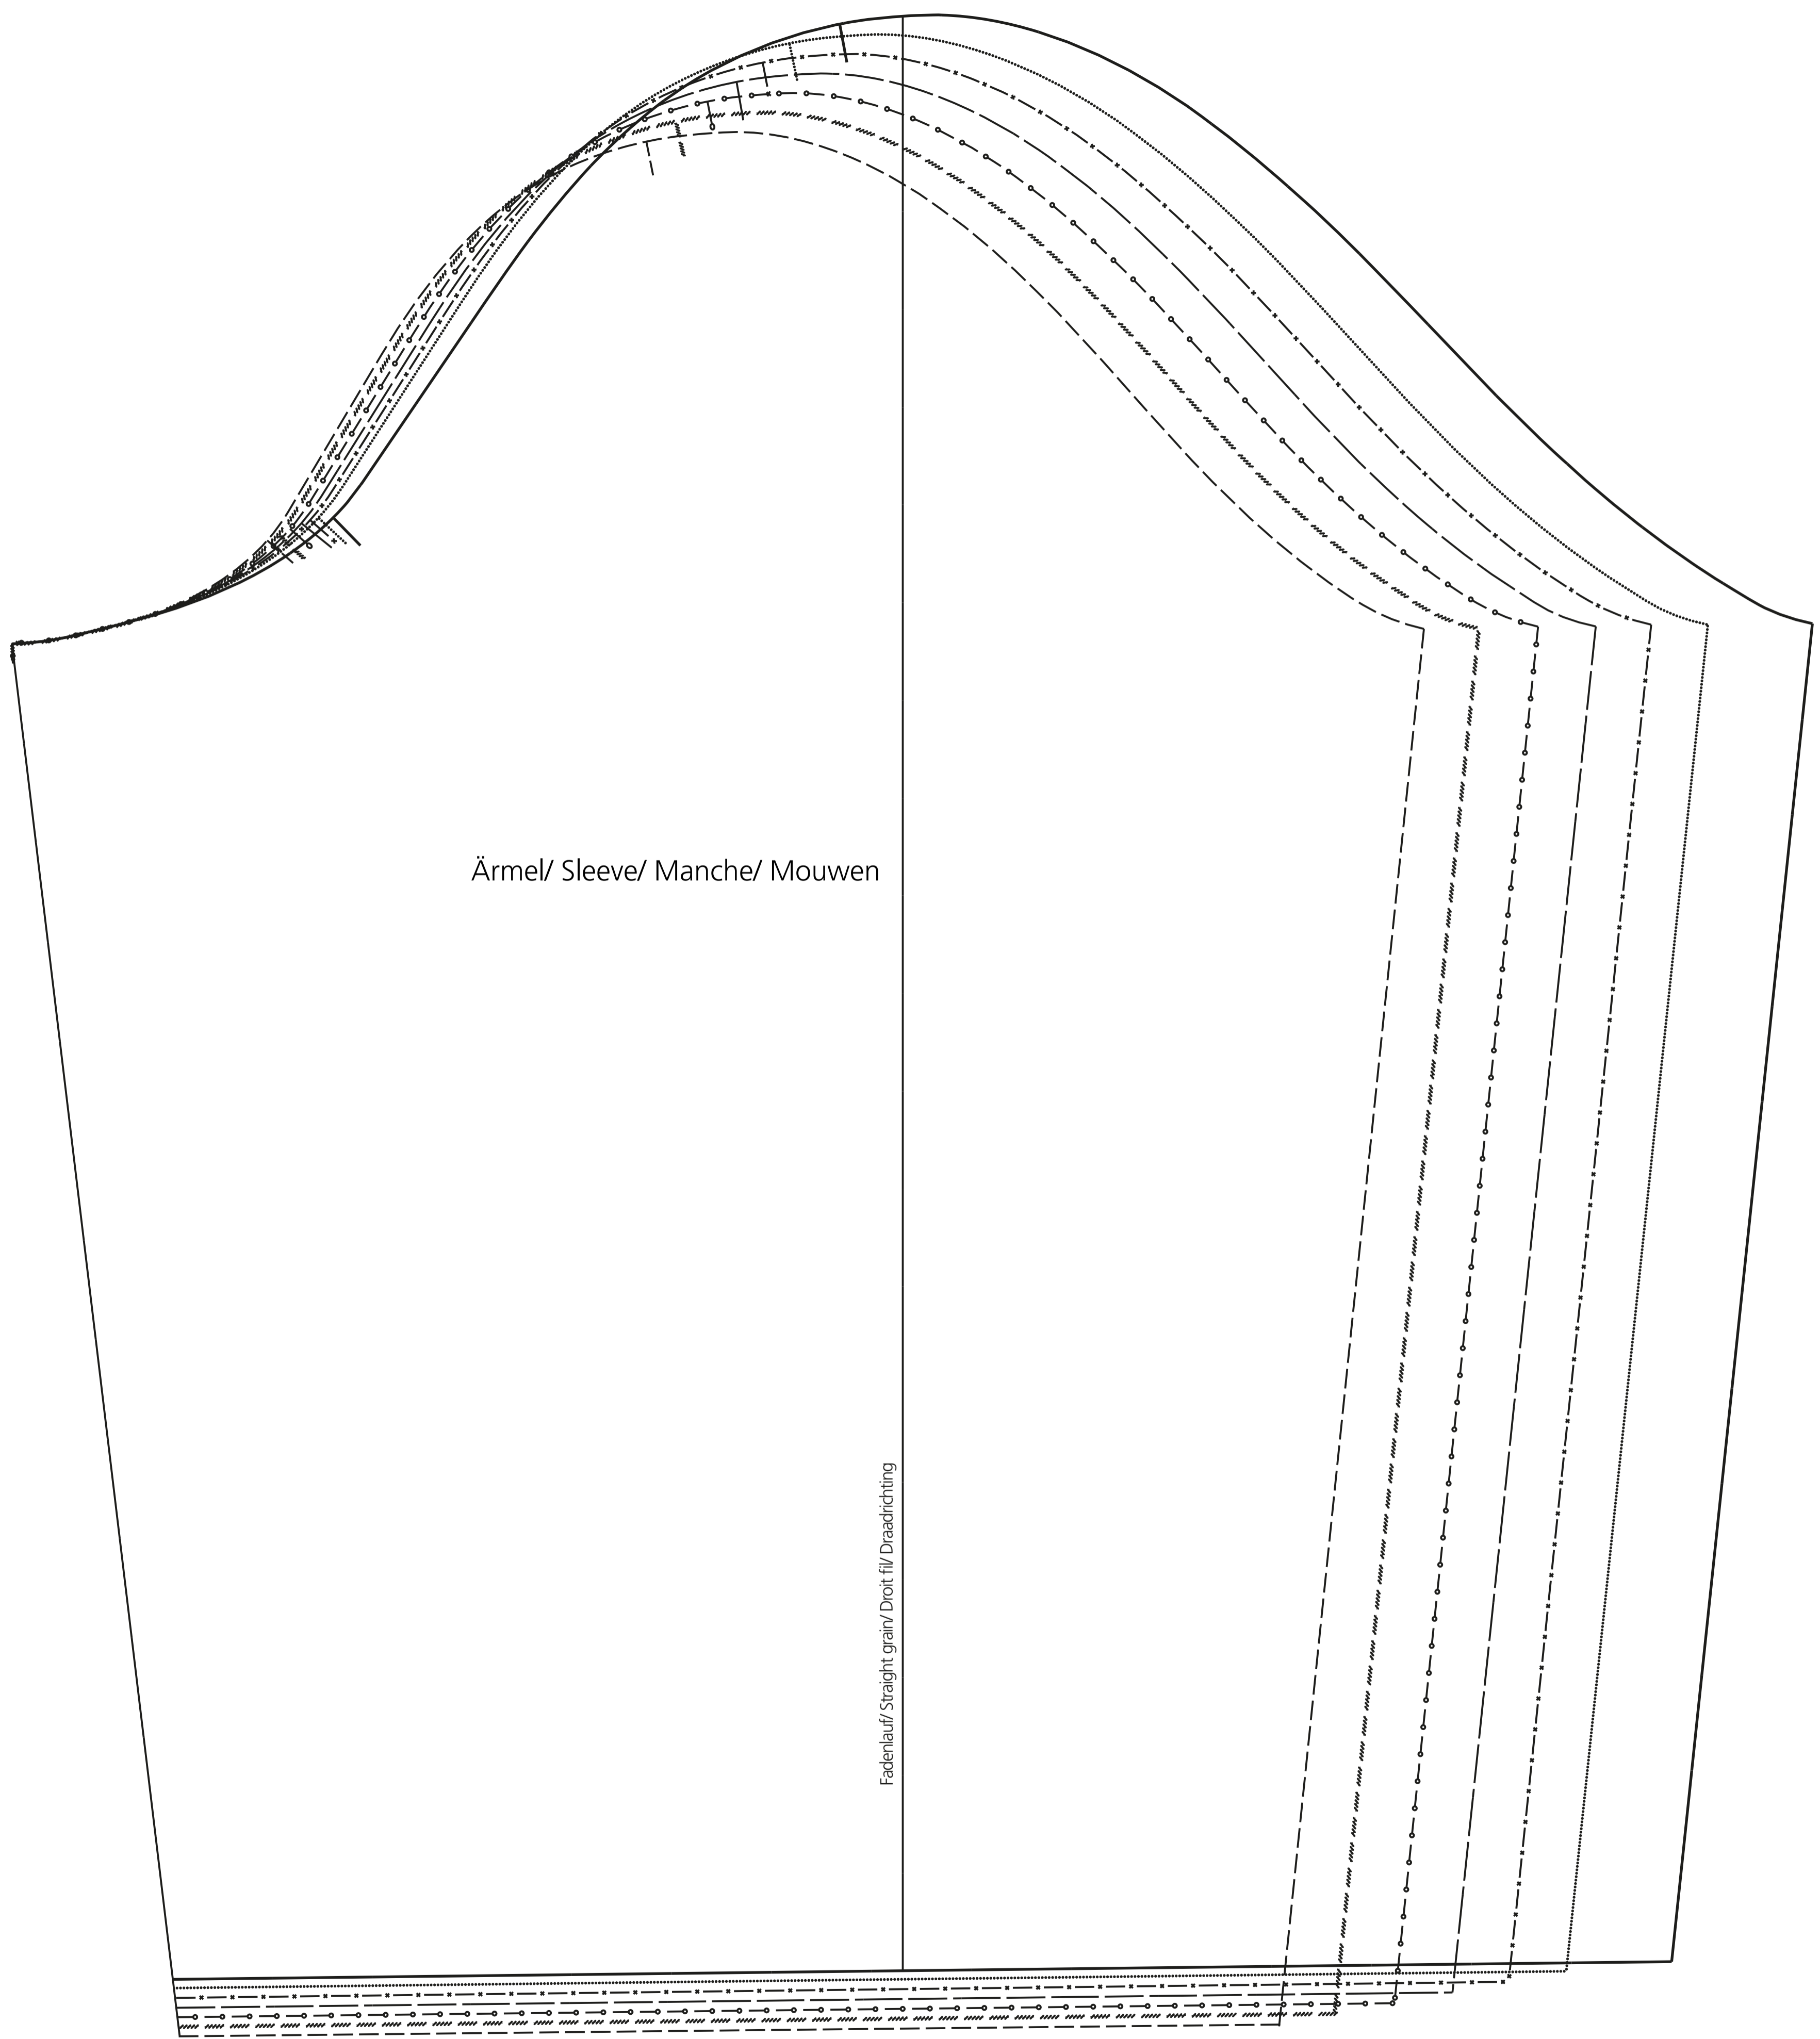 Ärmel/ Sleeve/ Manche/ Mouwen
Fadenlauf/ Straight grain/ Droit fil/ Draadrichting